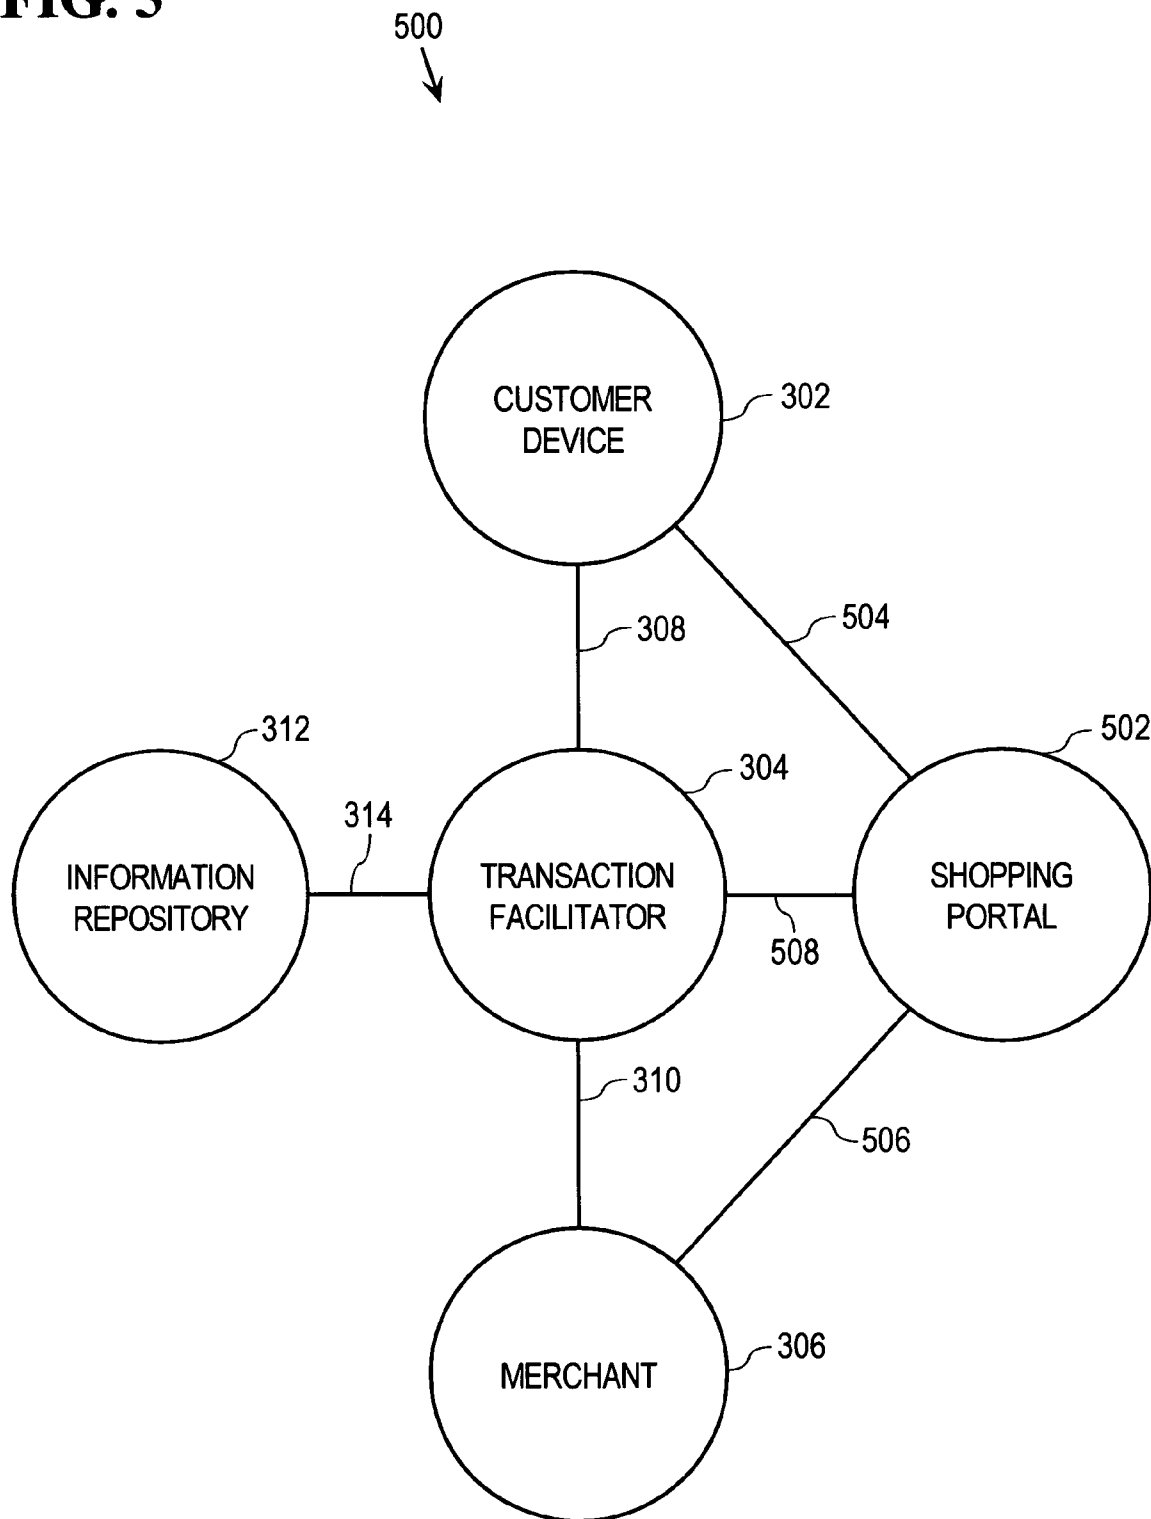 FIG. 5
500
CUSTOMER
DEVICE
302
308
504
312
502
304
314
INFORMATION
REPOSITORY
TRANSACTION
FACILITATOR
SHOPPING
PORTAL
508
310
506
MERCHANT
306